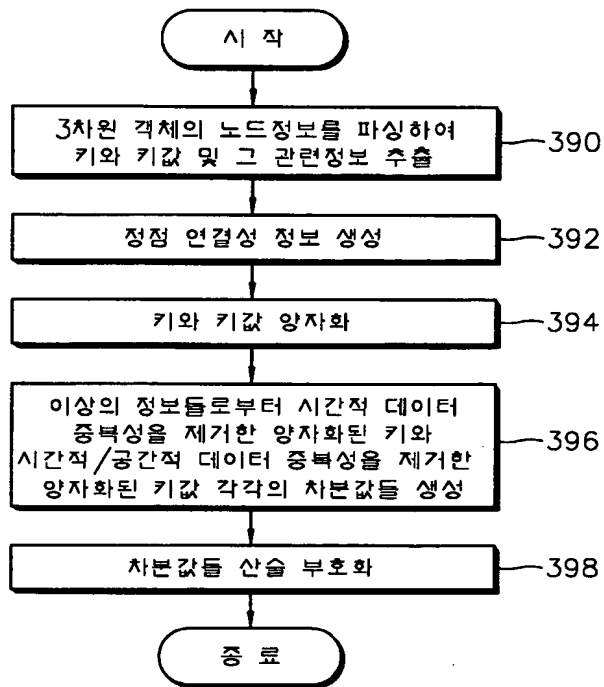 시 작
3차원 객체의 노드정보를 파싱하여
키와 키값 및 그 관련정보 추출
390
정점 연결성 정보 생성
392
키와 키값 양자화
394
이상의 정보들로부터 시간적 데이터
중복성을 제거한 양자화된 키와
시간적/공간적 데이터 중복성을 제거한
양자화된 키값 각각의 차분값들 생성
396
차분값들 산술 부호화
398
종 료